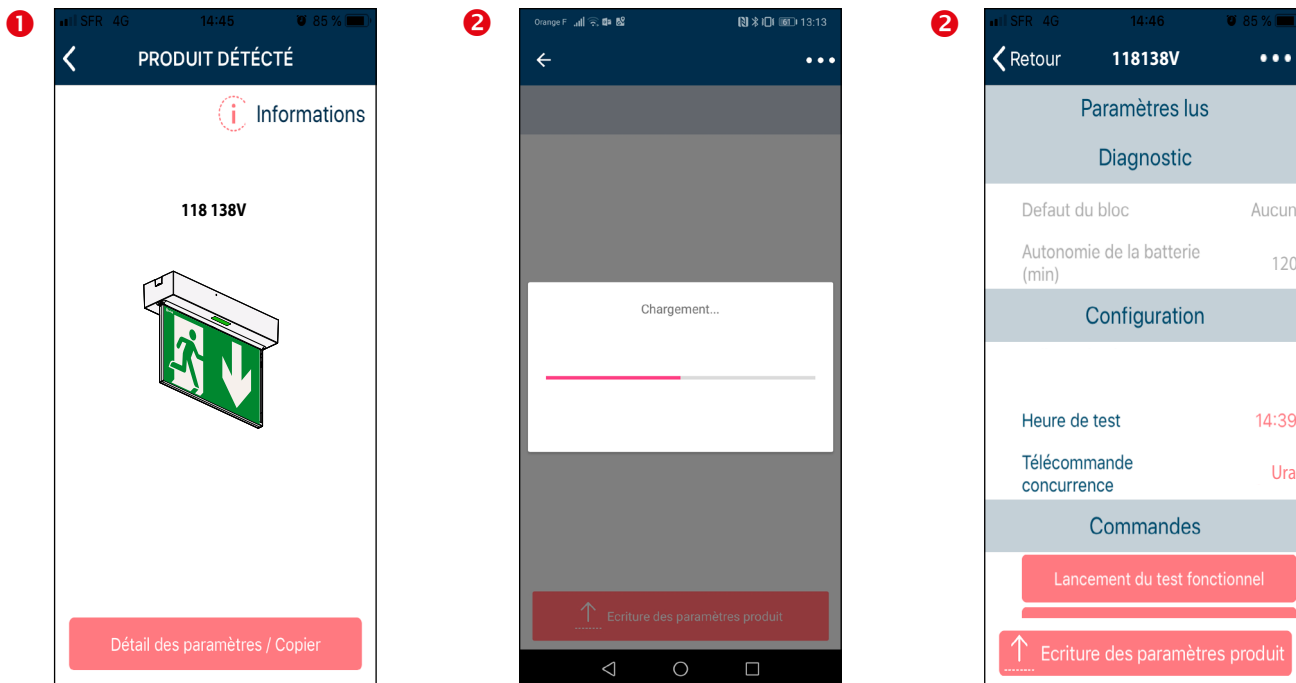 1
SFR 4G 14:45 85 %
PRODUIT DÉTÉCTÉ
i Informations
118 138V
Détail des paramètres / Copier
2
Orange F 13:13
Chargement...
Ecriture des paramètres produit
2
SFR 4G 14:46 85 %
Retour 118138V
Paramètres lus
Diagnostic
Defaut du bloc Aucun
Autonomie de la batterie
(min) 120
Configuration
Heure de test 14:39
Télécommande
concurrence Ura
Commandes
Lancement du test fonctionnel
Ecriture des paramètres produit